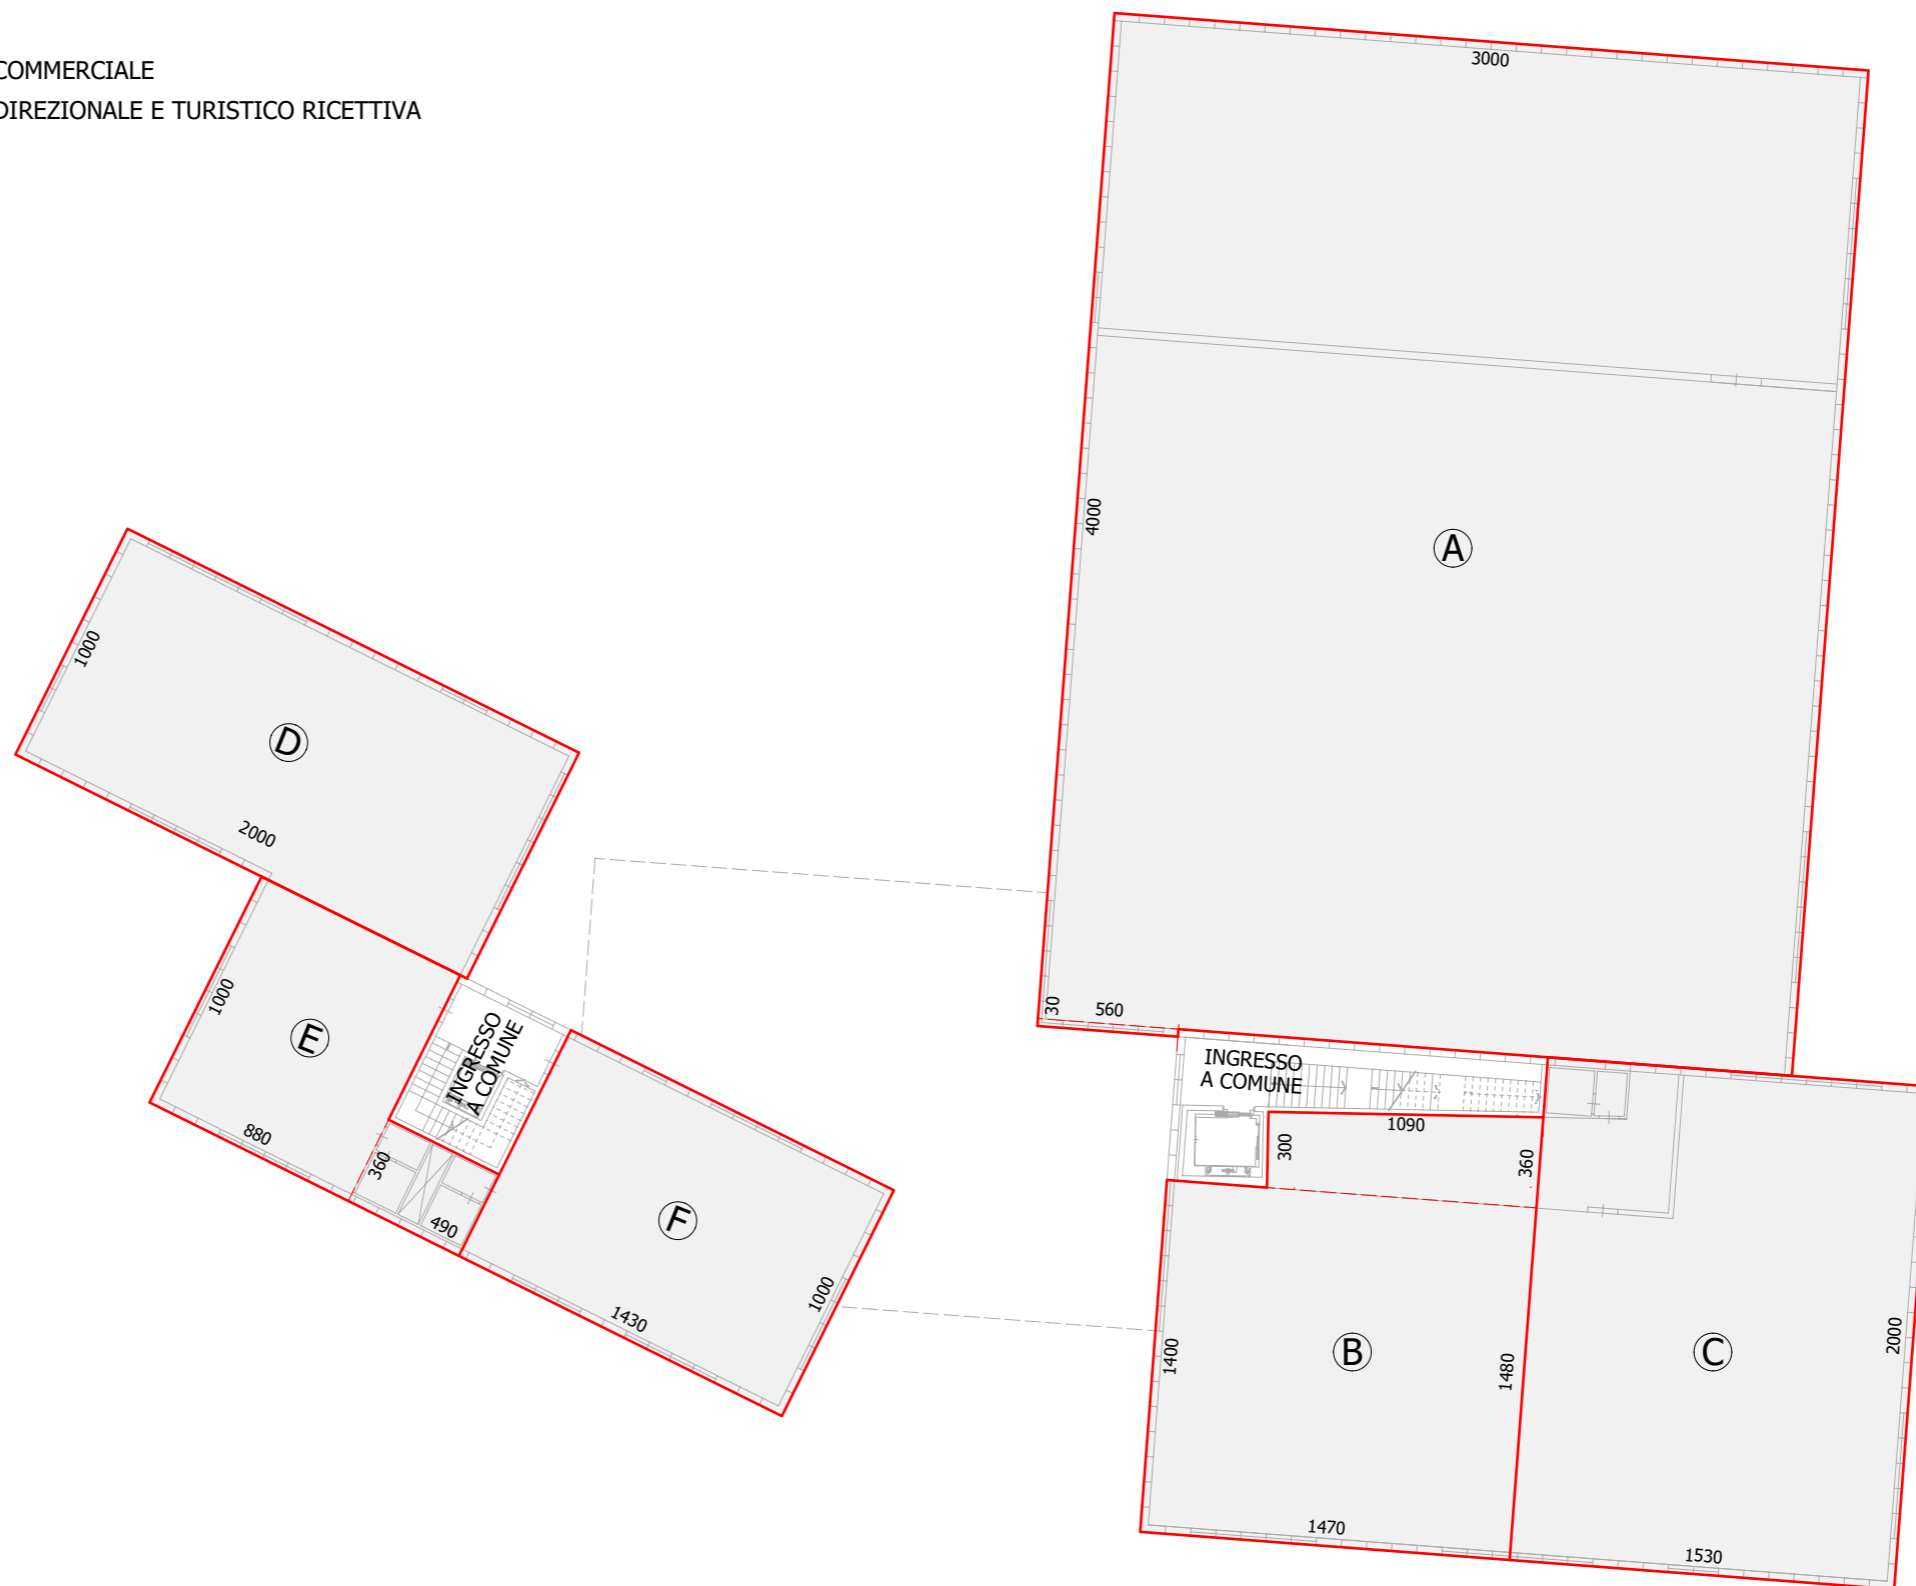 COMMERCIALE
DIREZIONALE E TURISTICO RICETTIVA
3000
4000
A
30
560
1000
D
2000
1000
E
880
360
490
INGRESSO
A COMUNE
F
1430
1000
INGRESSO
A COMUNE
1090
300
360
1400
B
1480
1470
C
2000
1530